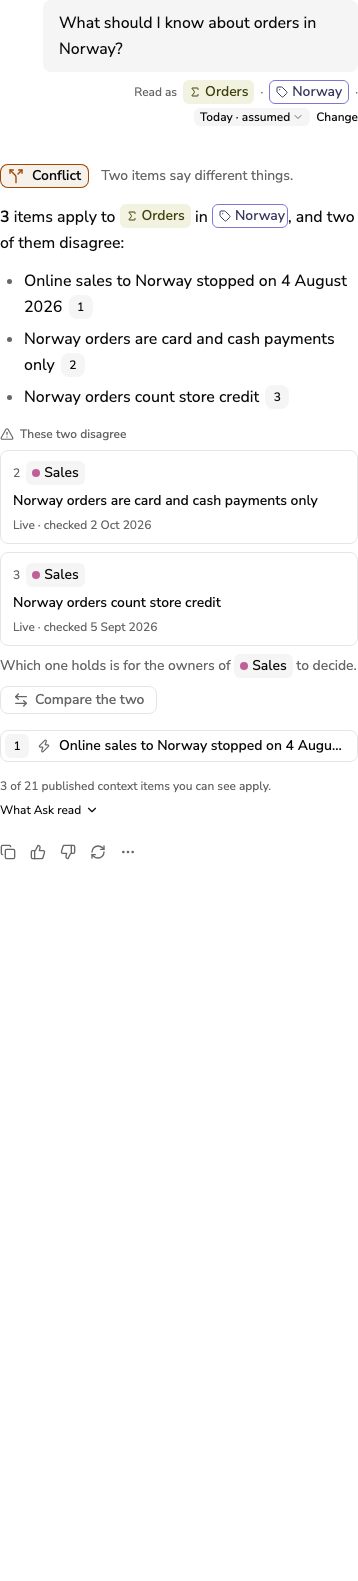 What should I know about orders in
Norway?
Read as Orders · Norway ·
Today · assumed Change
Conflict Two items say different things.
3 items apply to Orders in Norway, and two
of them disagree:
• Online sales to Norway stopped on 4 August
2026 1
• Norway orders are card and cash payments
only 2
• Norway orders count store credit 3
These two disagree
2 Sales
Norway orders are card and cash payments only
Live · checked 2 Oct 2026
3 Sales
Norway orders count store credit
Live · checked 5 Sept 2026
Which one holds is for the owners of Sales to decide.
Compare the two
1 Online sales to Norway stopped on 4 Augu...
3 of 21 published context items you can see apply.
What Ask read